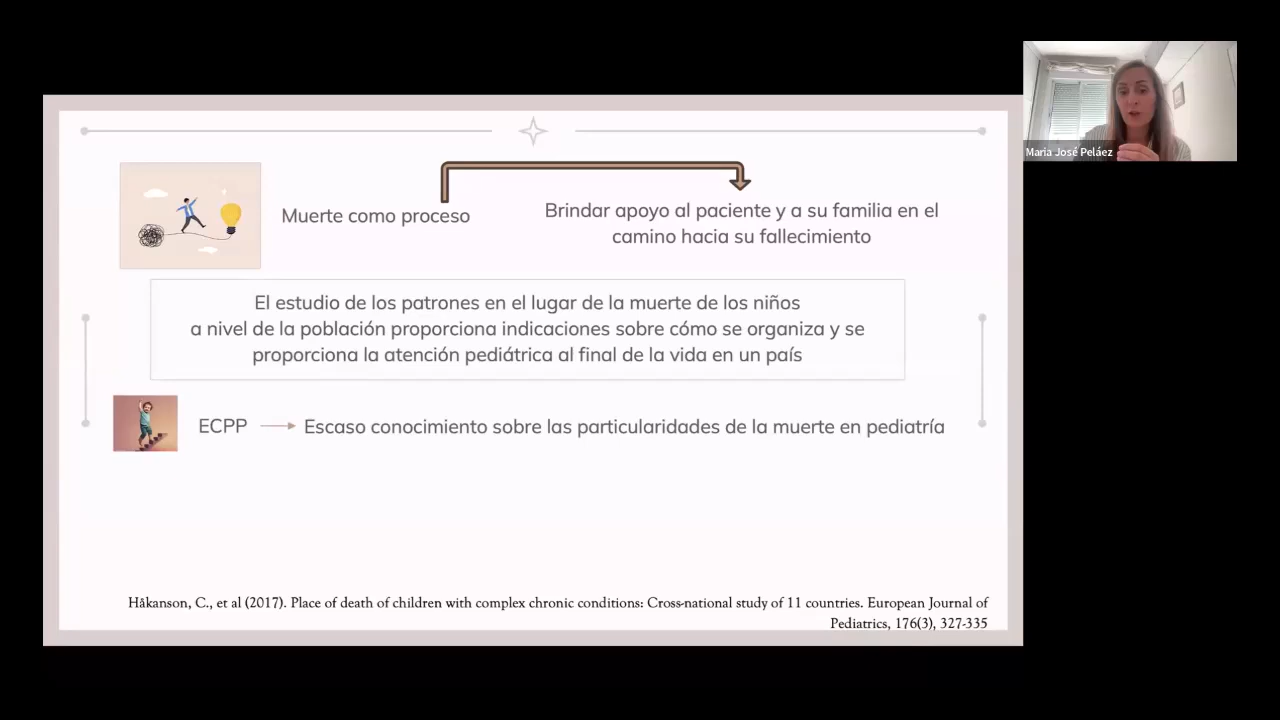 Maria José Peláez
Muerte como proceso
Brindar apoyo al paciente y a su familia en el
camino hacia su fallecimiento
El estudio de los patrones en el lugar de la muerte de los niños
a nivel de la población proporciona indicaciones sobre cómo se organiza y se
proporciona la atención pediátrica al final de la vida en un país
ECPP
Escaso conocimiento sobre las particularidades de la muerte en pediatría
Håkanson, C., et al (2017). Place of death of children with complex chronic conditions: Cross-national study of 11 countries. European Journal of
Pediatrics, 176(3), 327-335